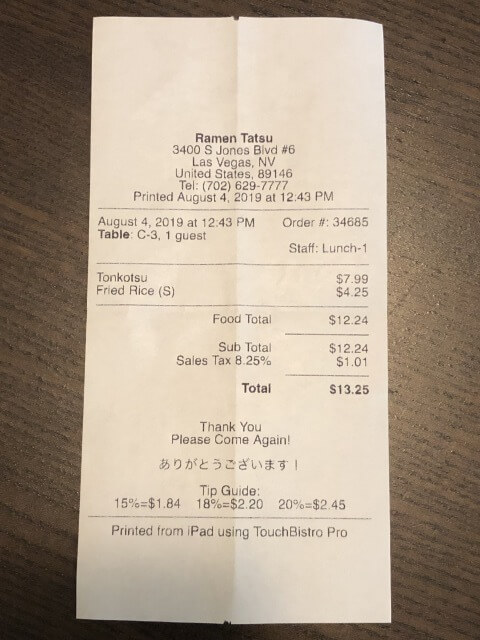 Ramen Tatsu
3400 S Jones Blvd #6
Las Vegas, NV
United States, 89146
Tel: (702) 629-7777
Printed August 4, 2019 at 12:43 PM
August 4, 2019 at 12:43 PM Order #: 34685
Table: C-3, 1 guest
Staff: Lunch-1
Tonkotsu $7.99
Fried Rice (S) $4.25
Food Total $12.24
Sub Total $12.24
Sales Tax 8.25% $1.01
Total $13.25
Thank You
Please Come Again!
ありがとうございます！
Tip Guide:
15%=$1.84 18%=$2.20 20%=$2.45
Printed from iPad using TouchBistro Pro